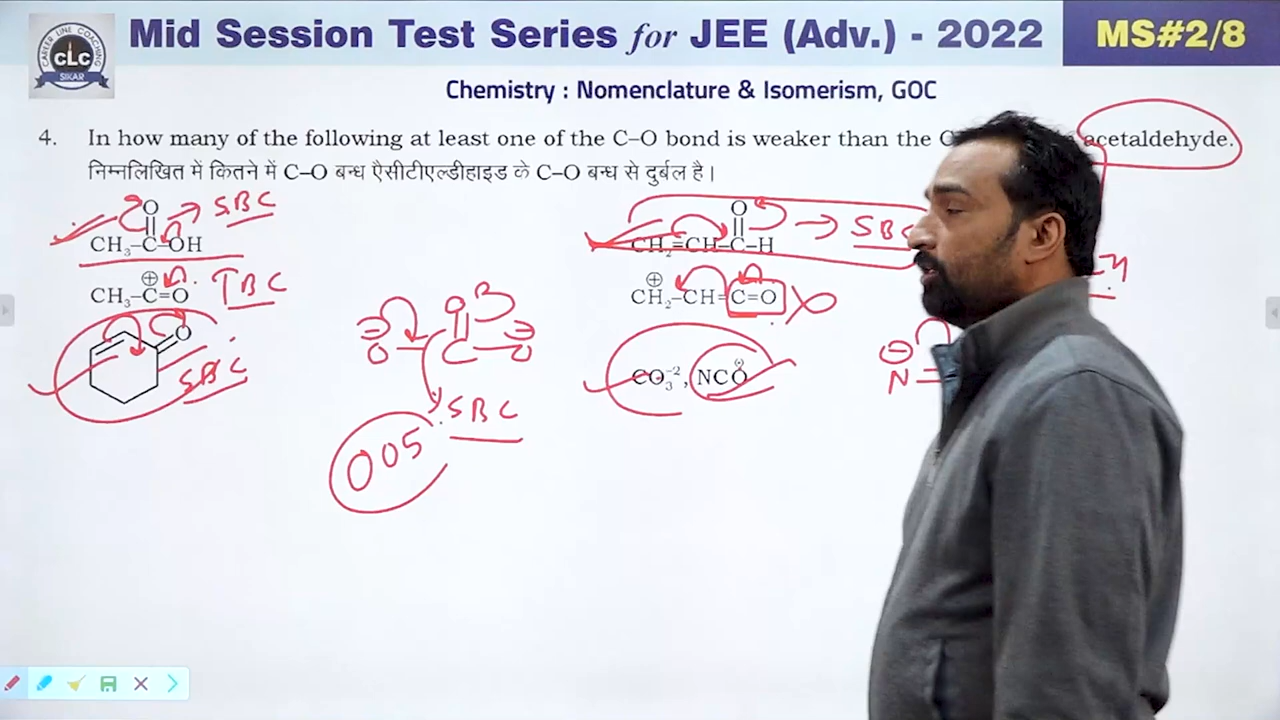 CAREER LINE COACHING
CLC
SIKAR
Mid Session Test Series for JEE (Adv.) - 2022
MS#2/8
Chemistry : Nomenclature & Isomerism, GOC
4. In how many of the following at least one of the C–O bond is weaker than the acetaldehyde.
निम्नलिखित में कितने में C–O बन्ध ऐसीटीएल्डीहाइड के C–O बन्ध से दुर्बल है।
O
CH₃–C–OH
SBC
O
CH₂=CH–C–H
SBC
⊕
CH₃–C=O
TBC
⊕
CH₂–CH=C=O
O
SBC
O
O C O
SBC
CO₃⁻², NCO⁽⁻⁾
⊖
N
005